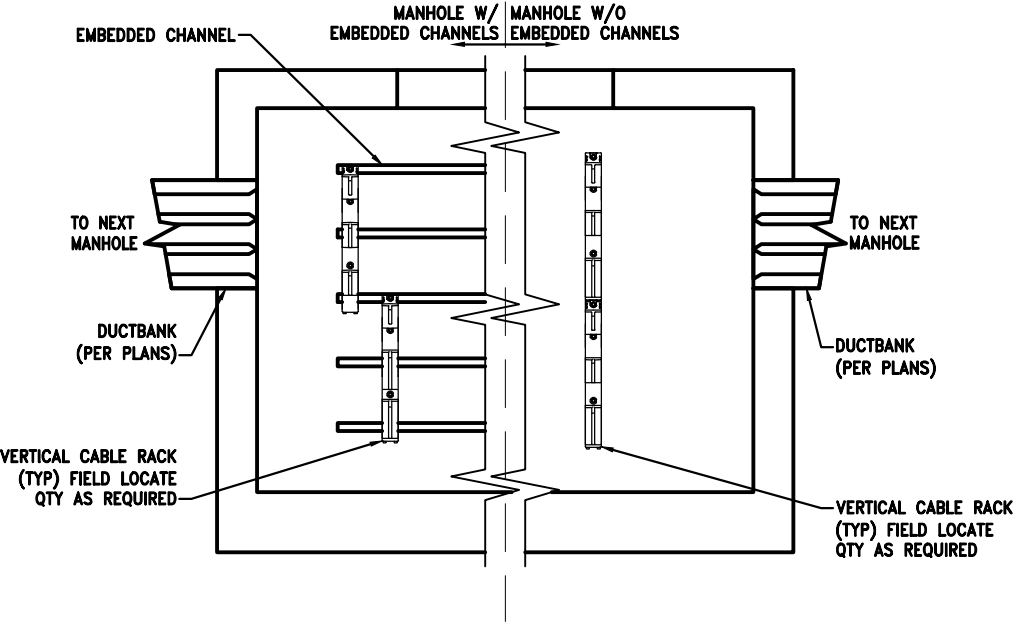 MANHOLE W/
EMBEDDED CHANNELS
MANHOLE W/O
EMBEDDED CHANNELS
EMBEDDED CHANNEL
TO NEXT
MANHOLE
TO NEXT
MANHOLE
DUCTBANK
(PER PLANS)
DUCTBANK
(PER PLANS)
VERTICAL CABLE RACK
(TYP) FIELD LOCATE
QTY AS REQUIRED
VERTICAL CABLE RACK
(TYP) FIELD LOCATE
QTY AS REQUIRED